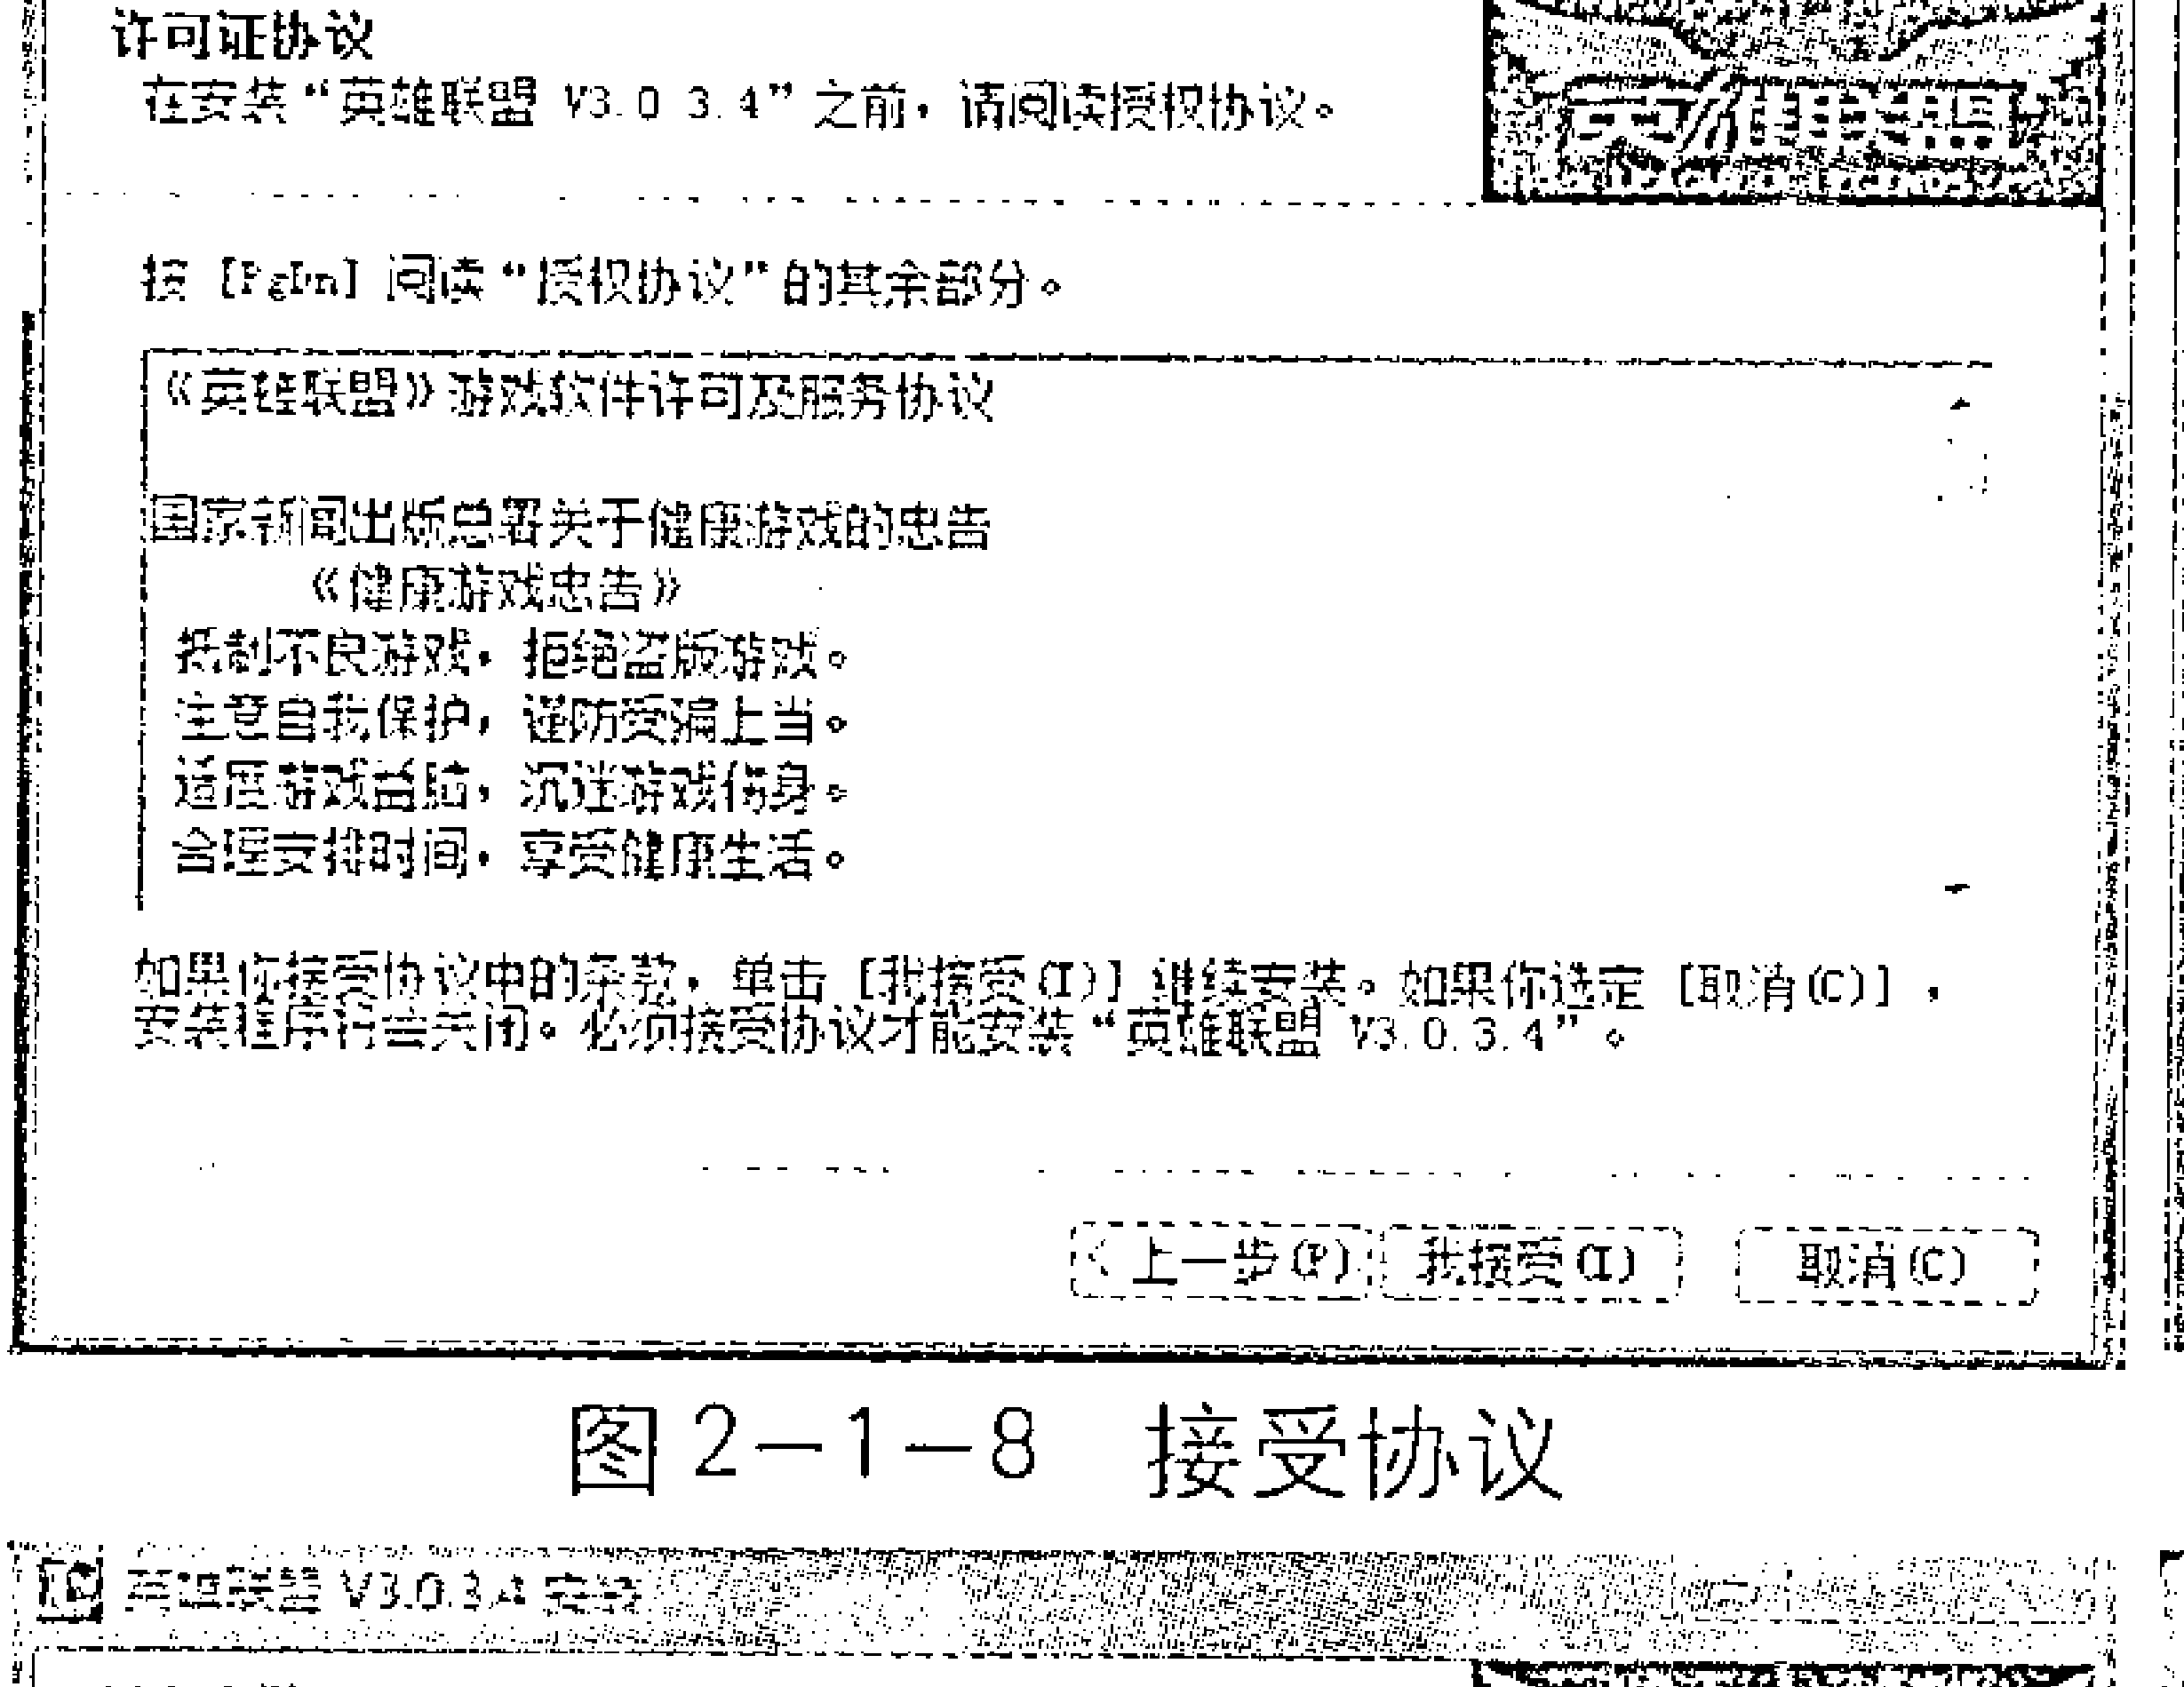 许可证协议
在安装“英雄联盟 V3.0 3.4”之前，请阅读授权协议。
英雄联盟
按 [PgDn] 阅读“授权协议”的其余部分。
《英雄联盟》游戏软件许可及服务协议
国家新闻出版总署关于健康游戏的忠告
《健康游戏忠告》
抵制不良游戏，拒绝盗版游戏。
注意自我保护，谨防受骗上当。
适度游戏益脑，沉迷游戏伤身。
合理安排时间，享受健康生活。
如果你接受协议中的条款，单击 [我接受(I)] 继续安装。如果你选定 [取消(C)]，
安装程序将会关闭。必须接受协议才能安装“英雄联盟 V3.0.3.4”。
<上一步(P) 我接受(I) 取消(C)
图2-1-8 接受协议
英雄联盟 V3.0.3.4 安装